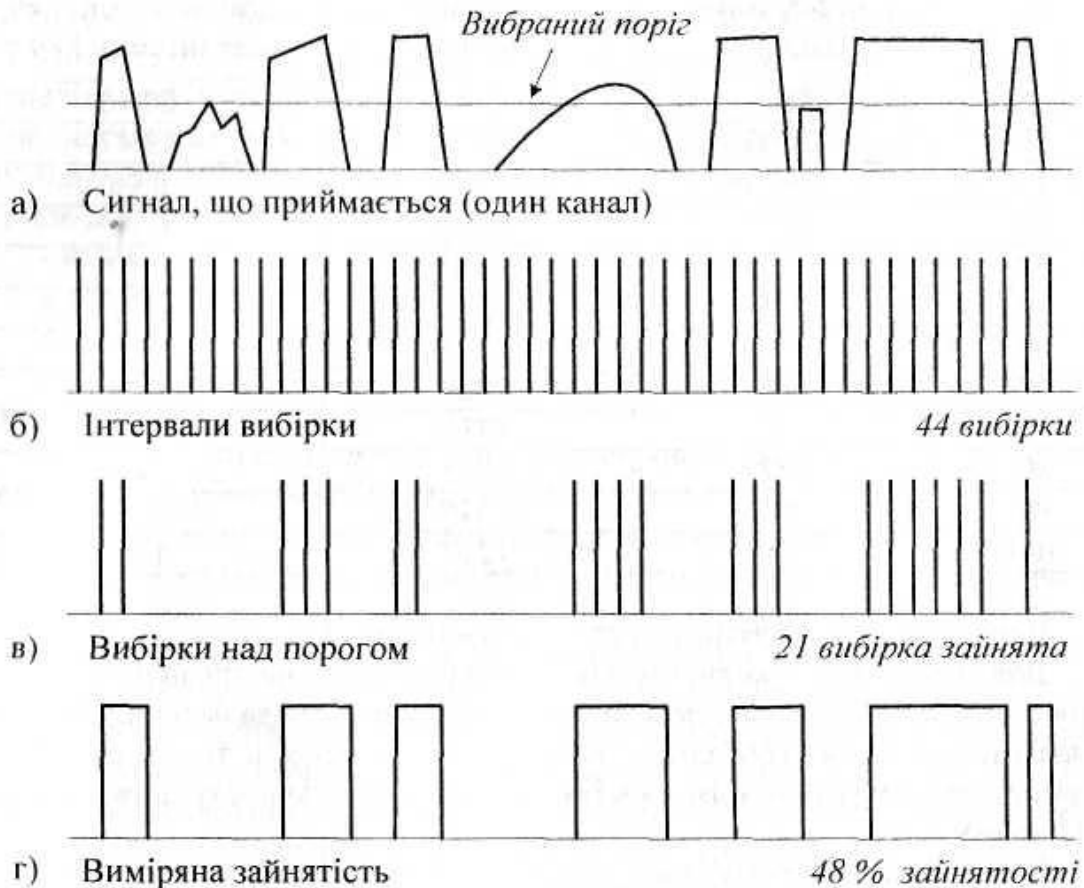 Вибраний поріг
а) Сигнал, що приймається (один канал)
б) Інтервали вибірки 44 вибірки
в) Вибірки над порогом 21 вибірка зайнята
г) Виміряна зайнятість 48 % зайнятості